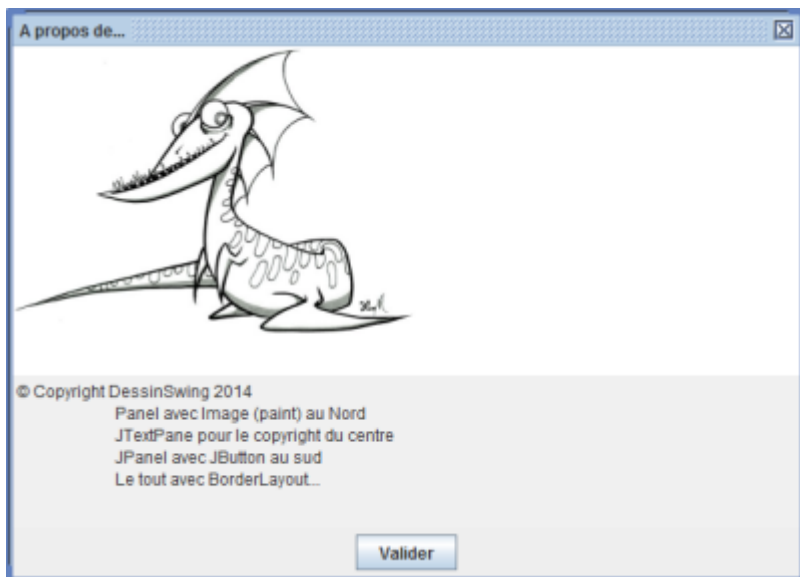 A propos de...
© Copyright DessinSwing 2014
Panel avec Image (paint) au Nord
JTextPane pour le copyright du centre
JPanel avec JButton au sud
Le tout avec BorderLayout...
Valider